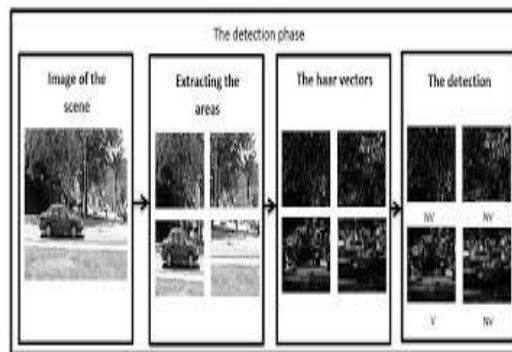 The detection phase
Image of the
scene
Extracting the
areas
The haar vectors
The detection
NV
NV
V
NV